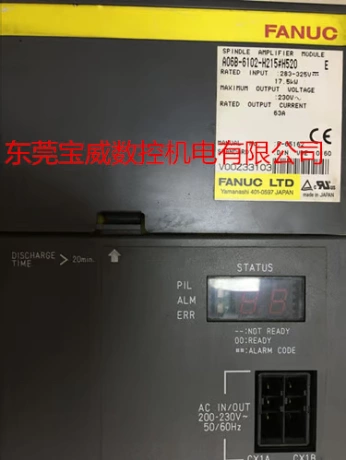 FANUC
SPINDLE AMPLIFIER MODULE
A06B-6102-H215#H520 E
RATED INPUT :283-325V⎓
17.5kW
MAXIMUM OUTPUT VOLTAGE
:230V~
RATED OUTPUT CURRENT
63A
CE
东莞宝威数控机电有限公司
V00233103
FANUC LTD
Yamanashi 401-0597 JAPAN
made in JAPAN
DISCHARGE
TIME > 20min.
STATUS
PIL
ALM
ERR
--:NOT READY
00:READY
**:ALARM CODE
AC IN/OUT
200-230V~
50/60Hz
CX1A CX1B